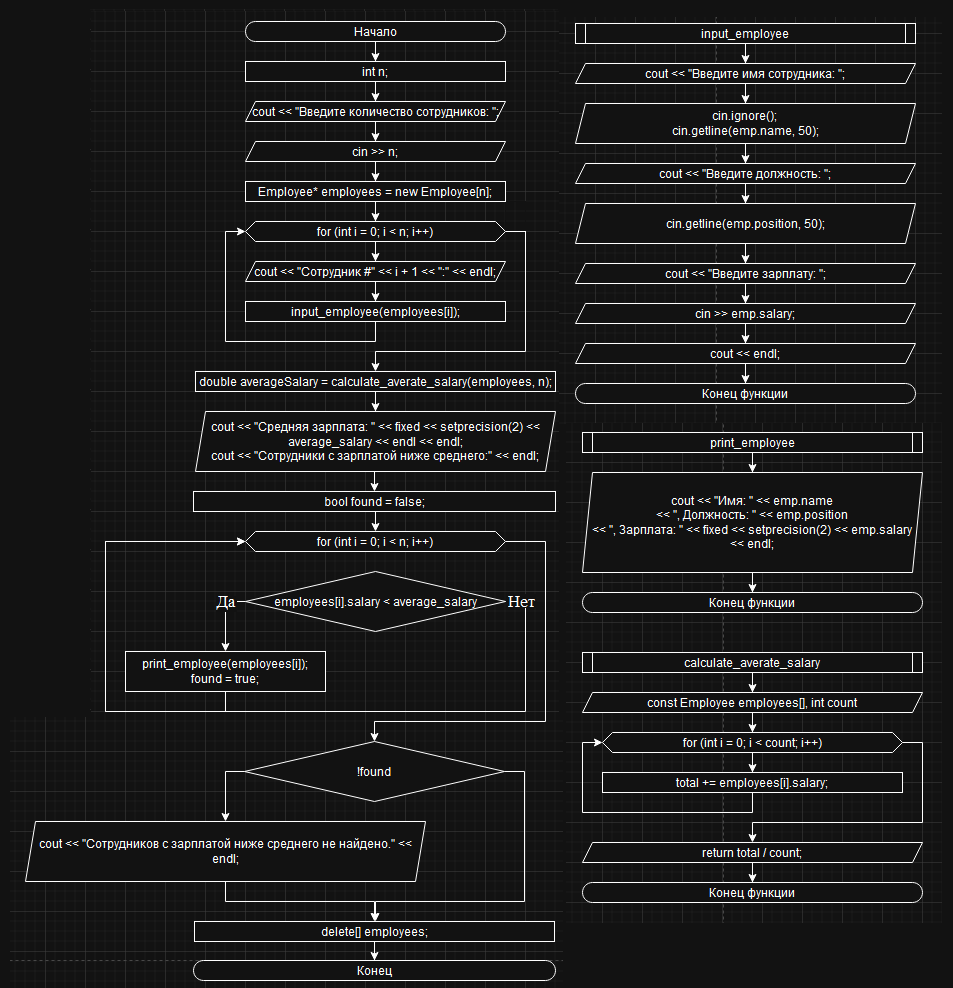 Начало
int n;
cout << "Введите количество сотрудников: ";
cin >> n;
Employee* employees = new Employee[n];
for (int i = 0; i < n; i++)
cout << "Сотрудник #" << i + 1 << ":" << endl;
input_employee(employees[i]);
double averageSalary = calculate_averate_salary(employees, n);
cout << "Средняя зарплата: " << fixed << setprecision(2) <<
average_salary << endl << endl;
cout << "Сотрудники с зарплатой ниже среднего:" << endl;
bool found = false;
for (int i = 0; i < n; i++)
Да
employees[i].salary < average_salary
Нет
print_employee(employees[i]);
found = true;
!found
cout << "Сотрудников с зарплатой ниже среднего не найдено." <<
endl;
delete[] employees;
Конец
input_employee
cout << "Введите имя сотрудника: ";
cin.ignore();
cin.getline(emp.name, 50);
cout << "Введите должность: ";
cin.getline(emp.position, 50);
cout << "Введите зарплату: ";
cin >> emp.salary;
cout << endl;
Конец функции
print_employee
cout << "Имя: " << emp.name
<< ", Должность: " << emp.position
<< ", Зарплата: " << fixed << setprecision(2) << emp.salary
<< endl;
Конец функции
calculate_averate_salary
const Employee employees[], int count
for (int i = 0; i < count; i++)
total += employees[i].salary;
return total / count;
Конец функции